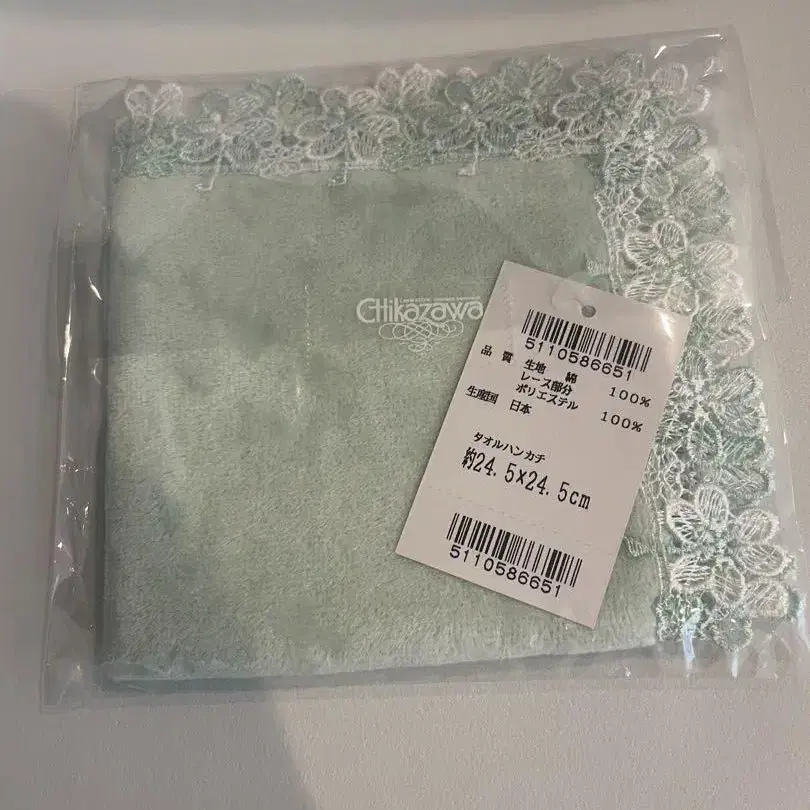 Chikazawa
5110586651
品 質 生地 綿 100%
レース部分
ポリエステル 100%
生産国 日本
タオルハンカチ
約24.5×24.5cm
5110586651